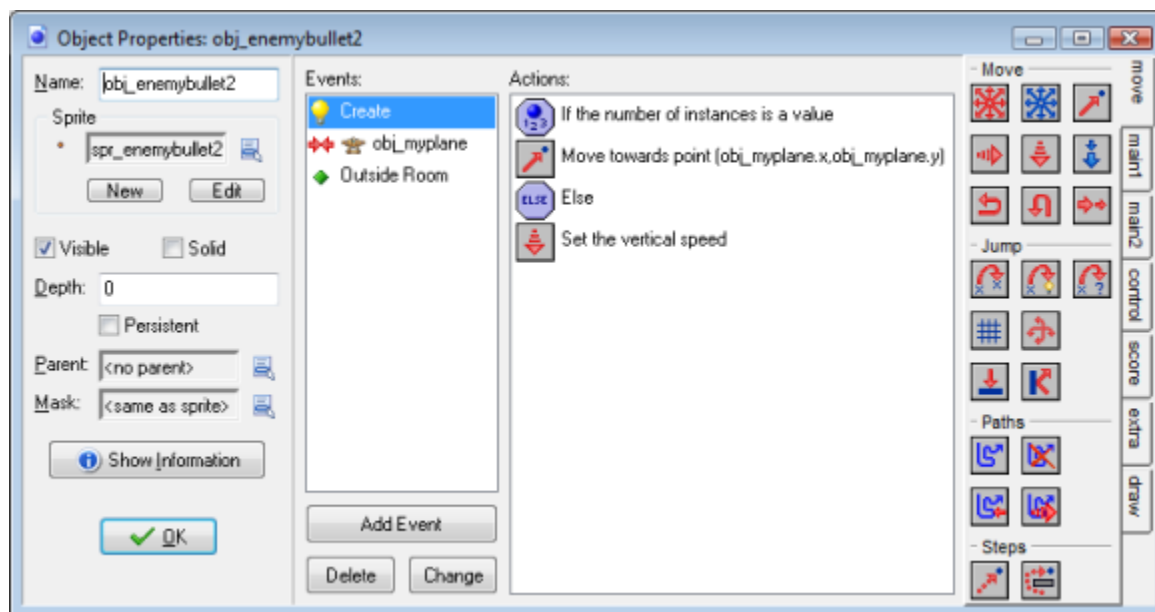 Object Properties: obj_enemybullet2
Name: obj_enemybullet2
Sprite
spr_enemybullet2
New Edit
Visible Solid
Depth: 0
Persistent
Parent: <no parent>
Mask: <same as sprite>
Show Information
OK
Events:
Create
obj_myplane
Outside Room
Add Event
Delete Change
Actions:
If the number of instances is a value
Move towards point (obj_myplane.x,obj_myplane.y)
ELSE Else
Set the vertical speed
Move
Jump
Paths
Steps
move
main1
main2
control
score
extra
draw